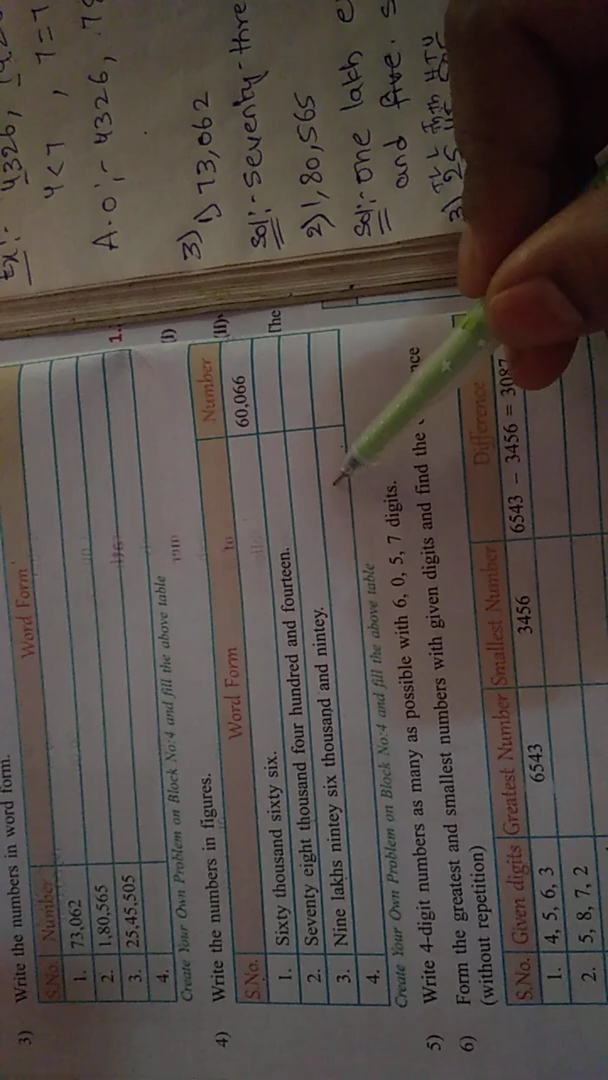 Ex:- 4326,
4<7 , 7=7
A.O:- 4326, 78
3) 1) 73,062
Sol:- seventy-thre
2) 1,80,565
Sol:- one lakh
and five.
3)
3) Write the numbers in word form.
S.No. Number Word Form
1. 73,062
2. 1,80,565
3. 25,45,505
4.
Create Your Own Problem on Block No:4 and fill the above table
4) Write the numbers in figures.
S.No. Word Form Number
1. Sixty thousand sixty six. 60,066
2. Seventy eight thousand four hundred and fourteen.
3. Nine lakhs nintey six thousand and nintey.
4.
Create Your Own Problem on Block No:4 and fill the above table
5) Write 4-digit numbers as many as possible with 6, 0, 5, 7 digits.
6) Form the greatest and smallest numbers with given digits and find the
(without repetition)
S.No. Given digits Greatest Number Smallest Number Difference
1. 4, 5, 6, 3 6543 3456 6543 – 3456 = 3087
2. 5, 8, 7, 2
1.
(I)
(II)
The